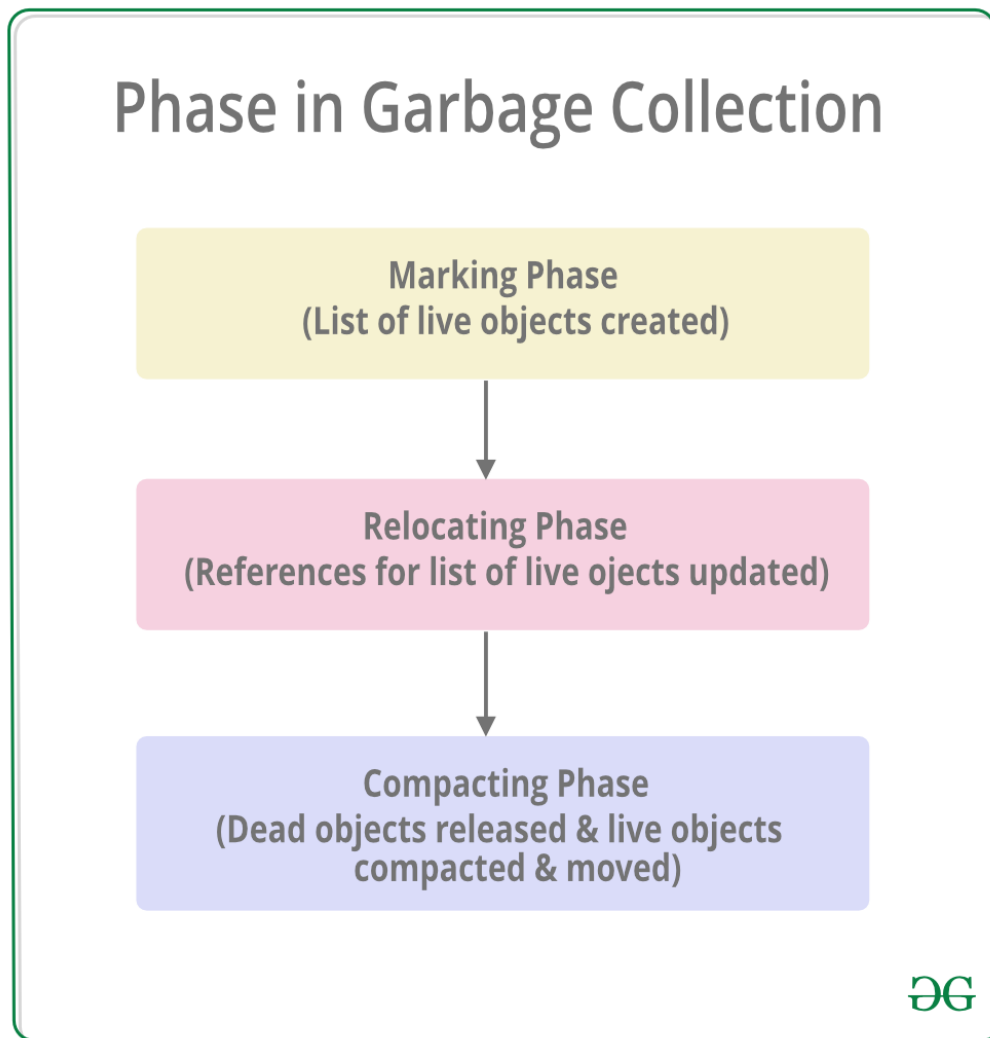 Phase in Garbage Collection
Marking Phase
(List of live objects created)
Relocating Phase
(References for list of live ojects updated)
Compacting Phase
(Dead objects released & live objects
compacted & moved)